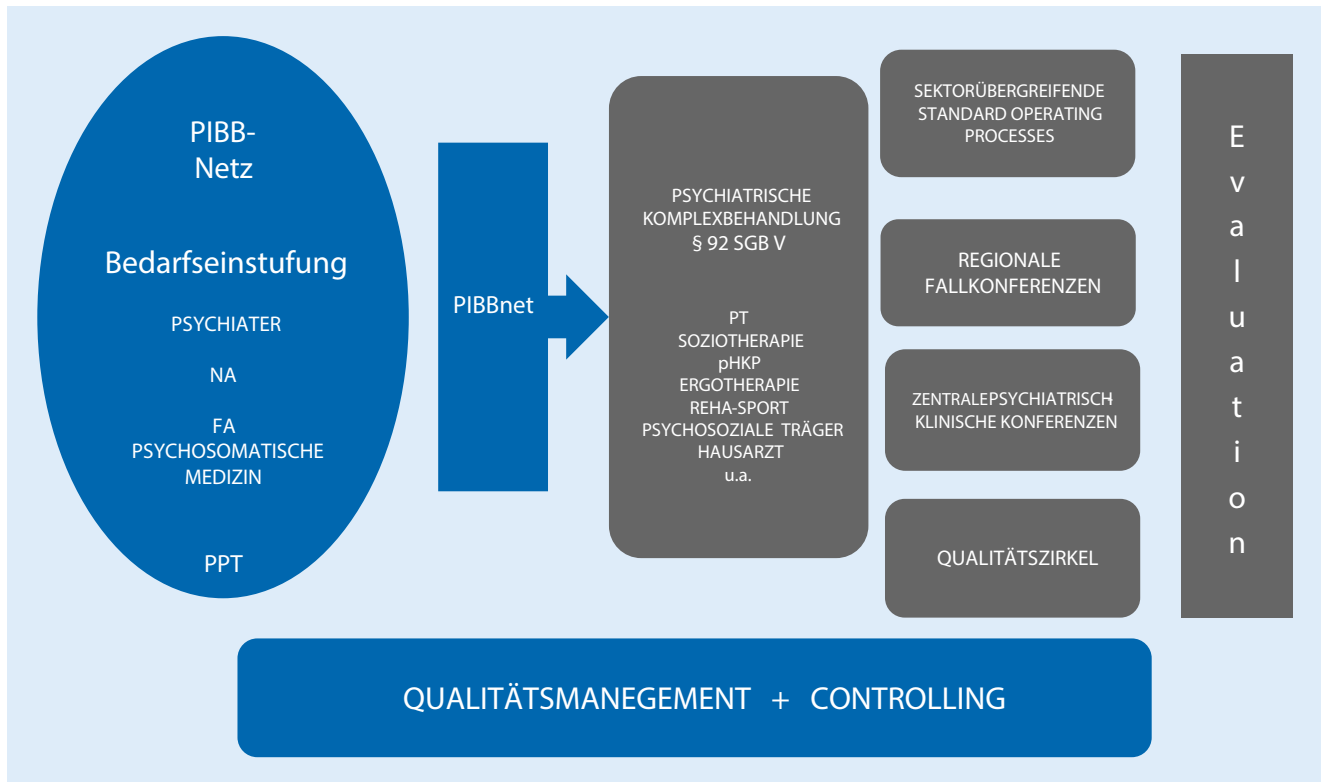 PIBB-
Netz
Bedarfseinstufung
PSYCHIATER
NA
FA
PSYCHOSOMATISCHE
MEDIZIN
PPT
PIBBnet
PSYCHIATRISCHE
KOMPLEXBEHANDLUNG
§ 92 SGB V
PT
SOZIOTHERAPIE
pHKP
ERGOTHERAPIE
REHA-SPORT
PSYCHOSOZIALE TRÄGER
HAUSARZT
u.a.
SEKTORÜBERGREIFENDE
STANDARD OPERATING
PROCESSES
REGIONALE
FALLKONFERENZEN
ZENTRALEPSYCHIATRISCH-
KLINISCHE KONFERENZEN
QUALITÄTSZIRKEL
E
v
a
l
u
a
t
i
o
n
QUALITÄTSMANEGEMENT + CONTROLLING